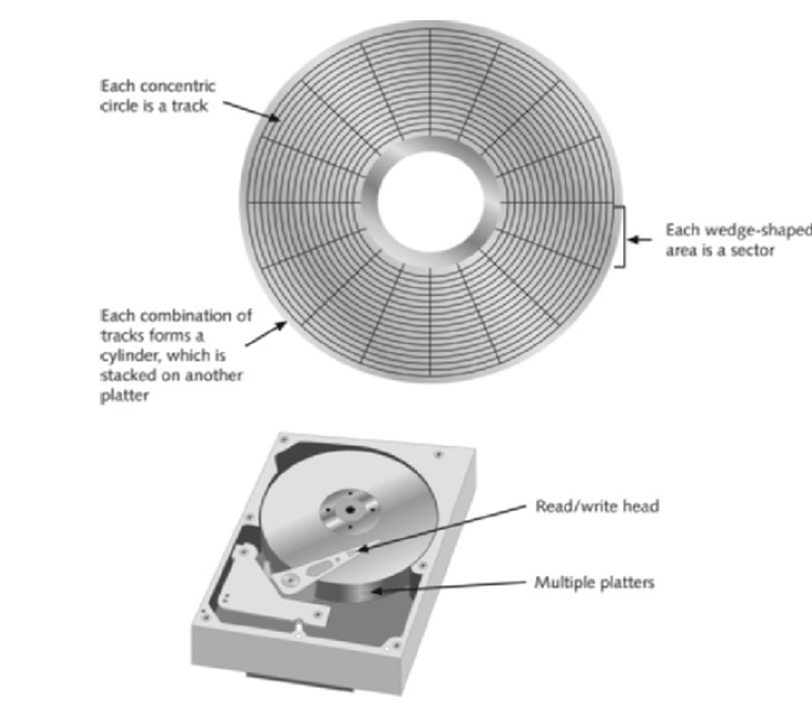 Each concentric
circle is a track
Each wedge-shaped
area is a sector
Each combination of
tracks forms a
cylinder, which is
stacked on another
platter
Read/write head
Multiple platters